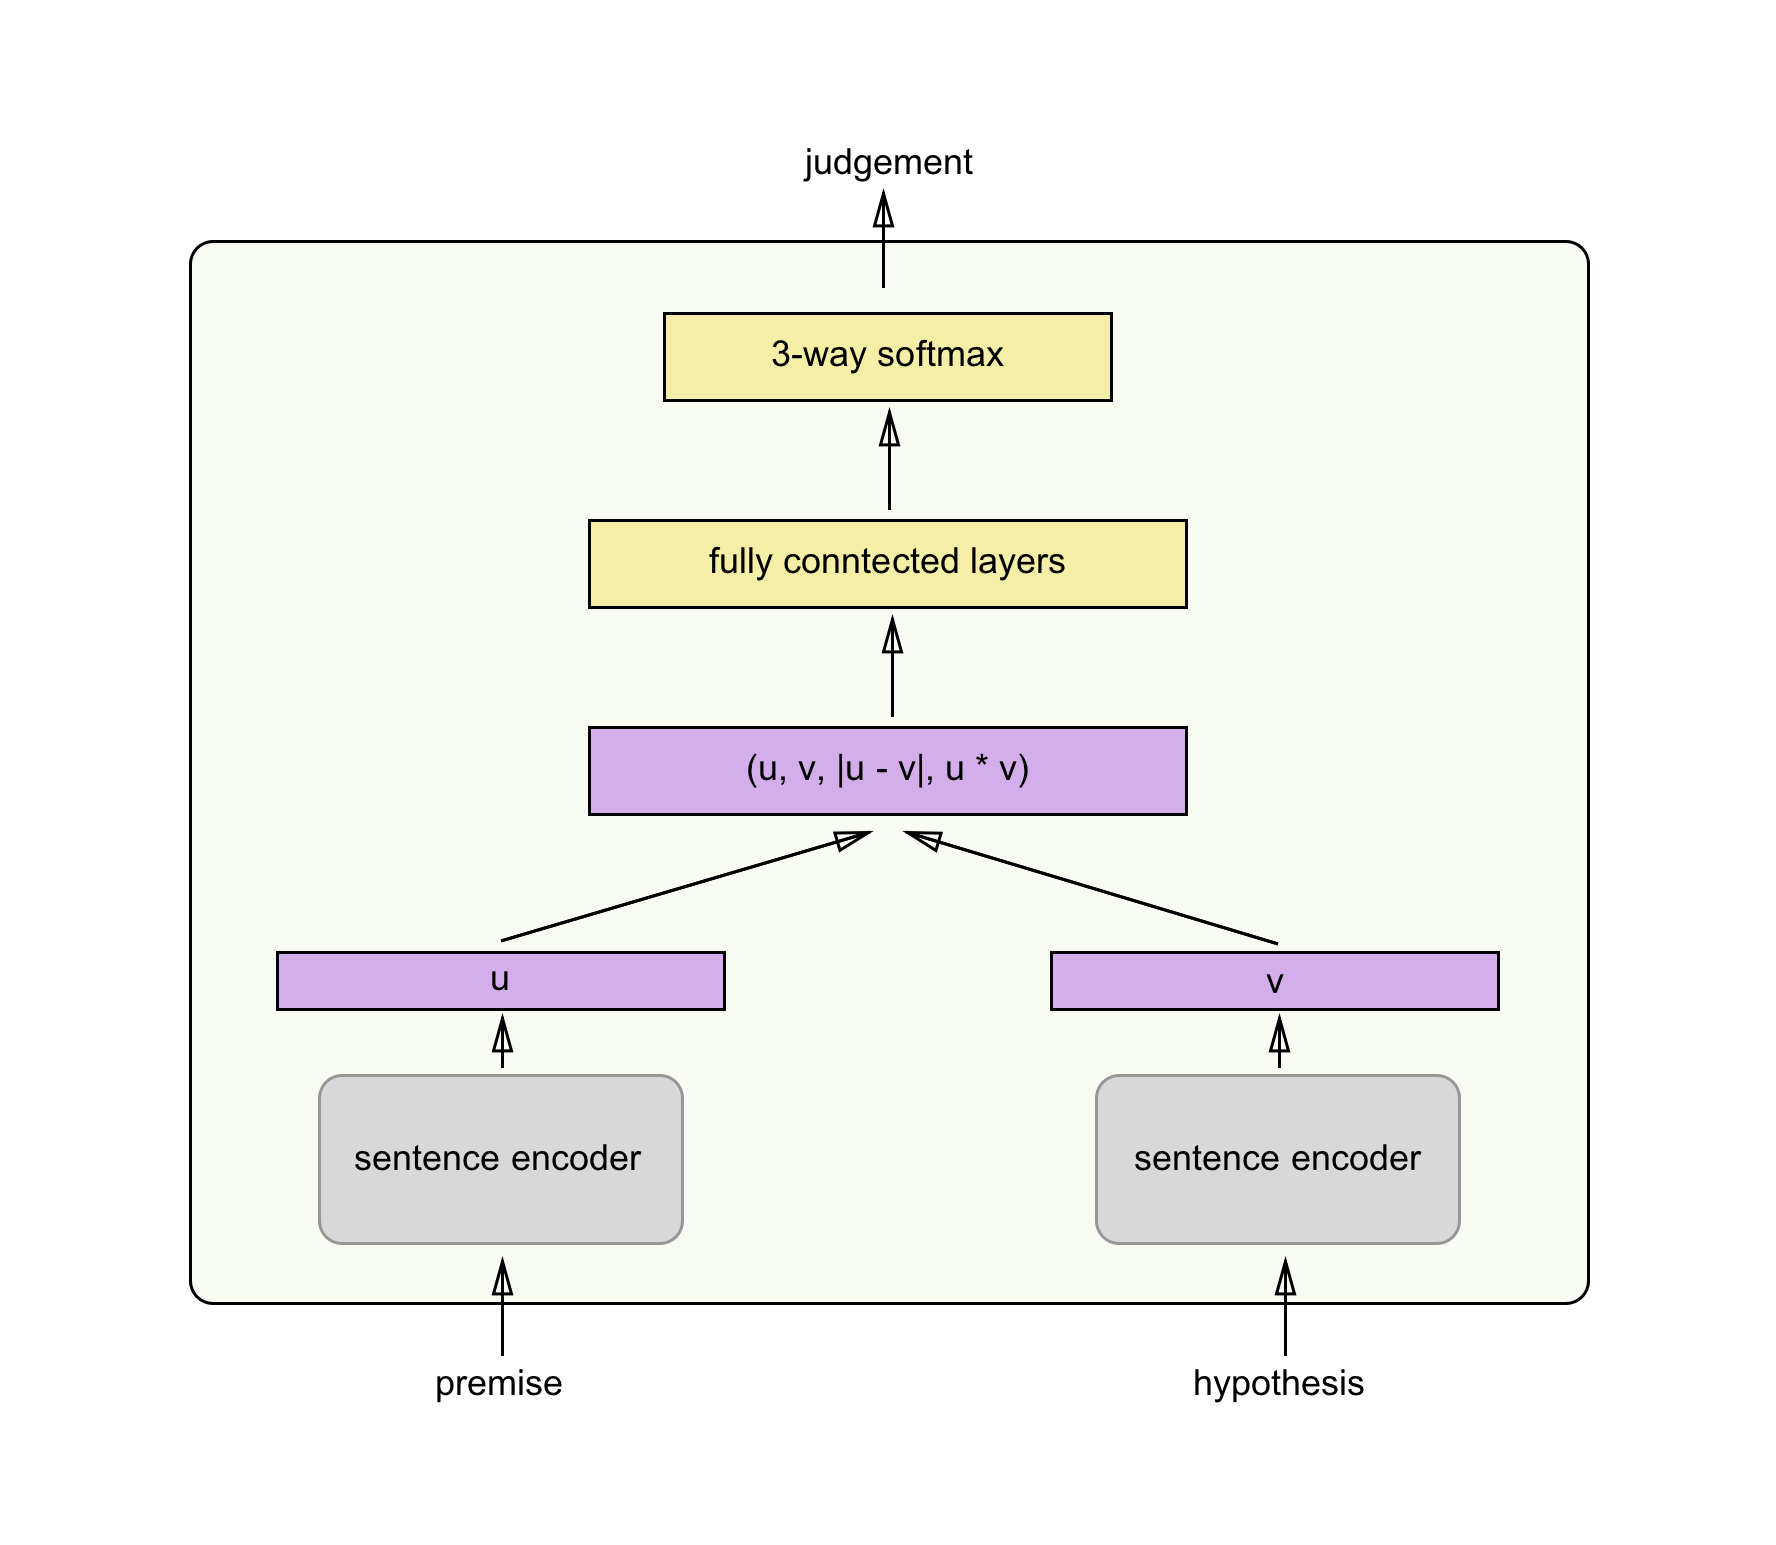 judgement
3-way softmax
fully conntected layers
(u, v, |u - v|, u * v)
u
v
sentence encoder
sentence encoder
premise
hypothesis